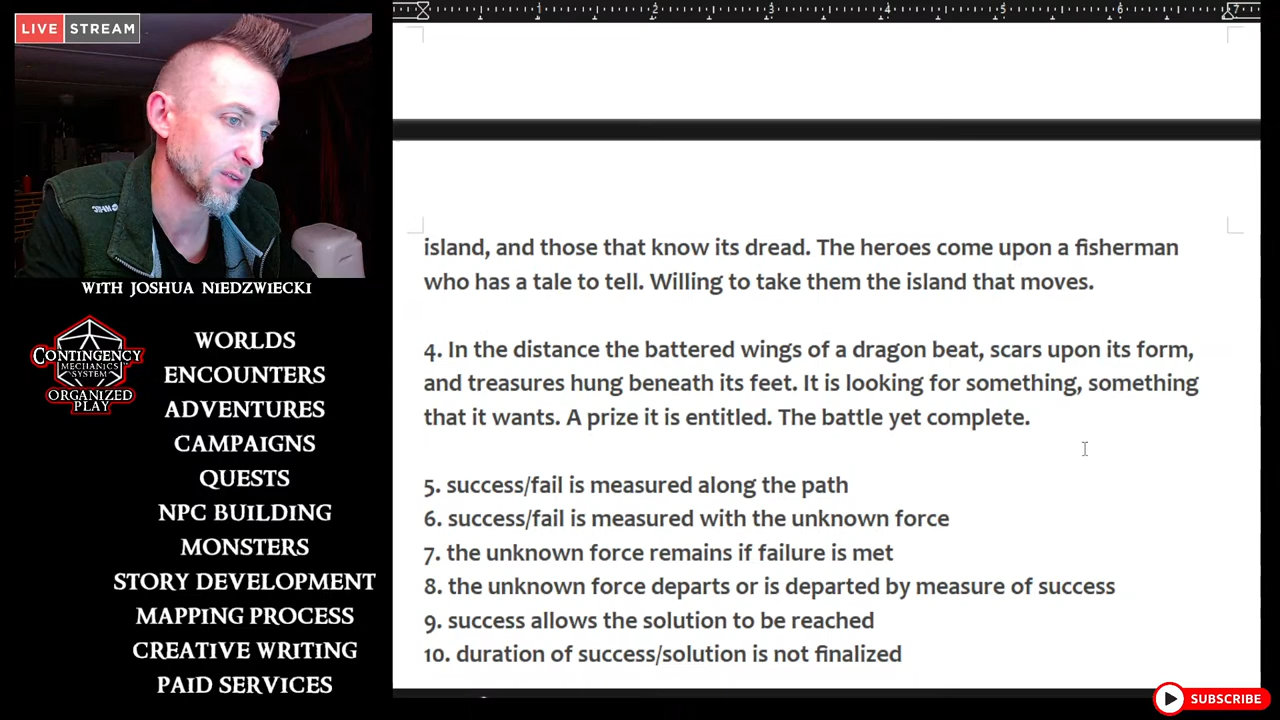 LIVE STREAM
WITH JOSHUA NIEDZWIECKI
CONTINGENCY
MECHANICS
SYSTEM
ORGANIZED
PLAY
WORLDS
ENCOUNTERS
ADVENTURES
CAMPAIGNS
QUESTS
NPC BUILDING
MONSTERS
STORY DEVELOPMENT
MAPPING PROCESS
CREATIVE WRITING
PAID SERVICES
1 2 3 4 5 6 7
island, and those that know its dread. The heroes come upon a fisherman
who has a tale to tell. Willing to take them the island that moves.
4. In the distance the battered wings of a dragon beat, scars upon its form,
and treasures hung beneath its feet. It is looking for something, something
that it wants. A prize it is entitled. The battle yet complete.
5. success/fail is measured along the path
6. success/fail is measured with the unknown force
7. the unknown force remains if failure is met
8. the unknown force departs or is departed by measure of success
9. success allows the solution to be reached
10. duration of success/solution is not finalized
SUBSCRIBE